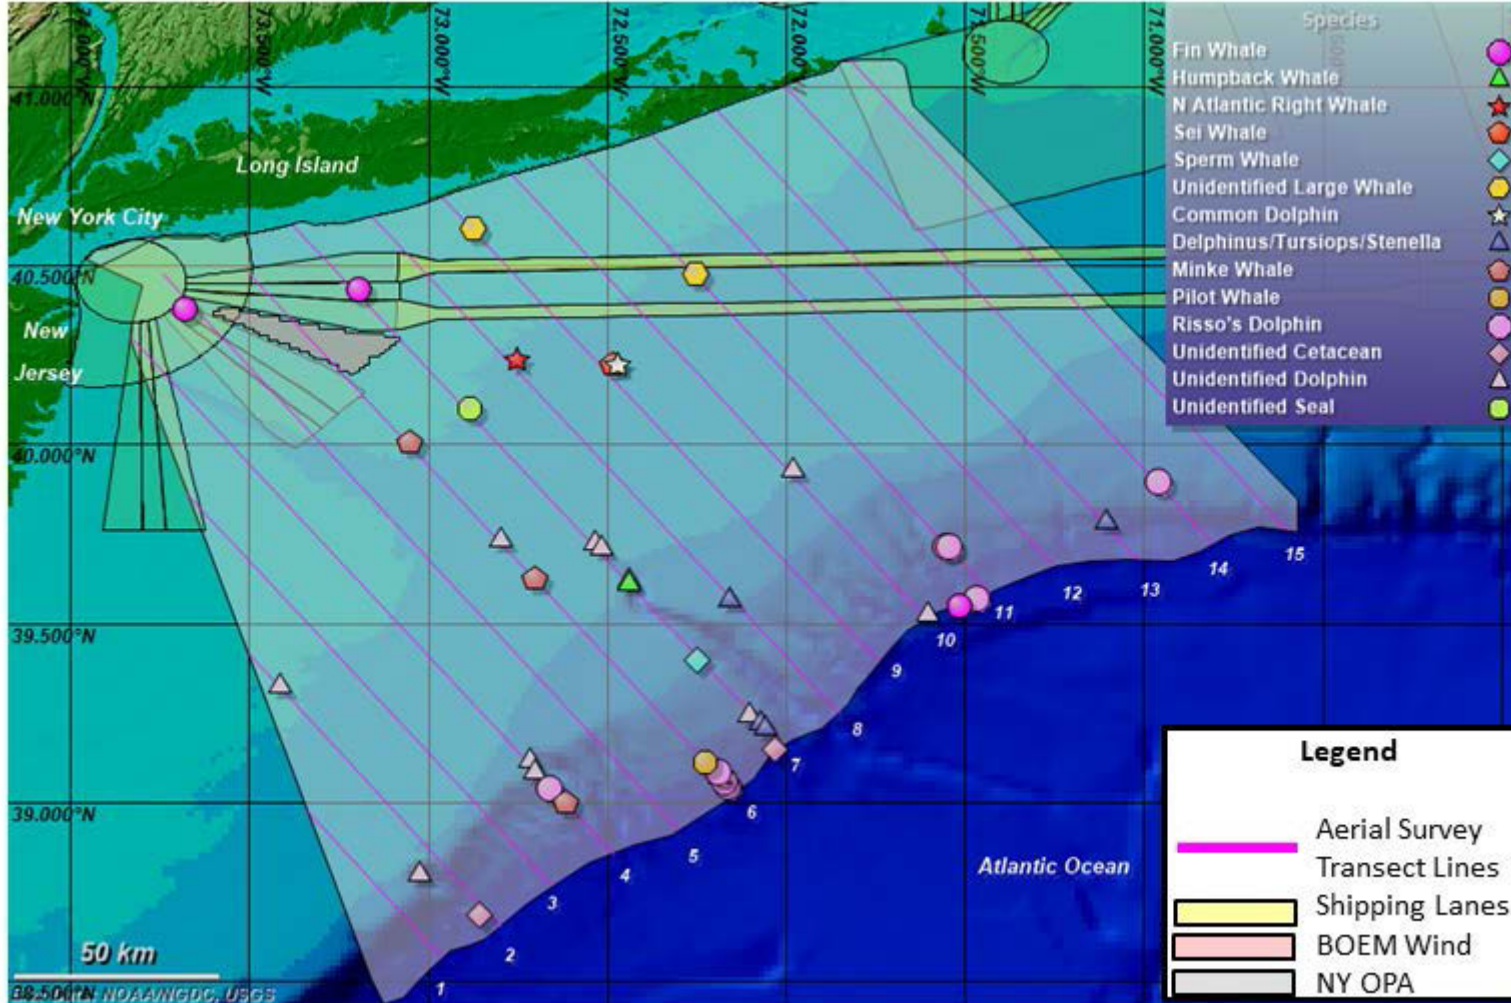 74.000°W
73.500°W
73.000°W
72.500°W
72.000°W
71.000°W
Species
Fin Whale
Humpback Whale
N Atlantic Right Whale
Sei Whale
Sperm Whale
Unidentified Large Whale
Common Dolphin
Delphinus/Tursiops/Stenella
Minke Whale
Pilot Whale
Risso's Dolphin
Unidentified Cetacean
Unidentified Dolphin
Unidentified Seal
41.000°N
Long Island
New York City
40.500°N
New
Jersey
40.000°N
39.500°N
39.000°N
38.500°N
15
14
13
12
11
10
9
8
7
6
5
4
3
2
1
Atlantic Ocean
50 km
NOAA/NGDC, USGS
Legend
Aerial Survey
Transect Lines
Shipping Lanes
BOEM Wind
NY OPA